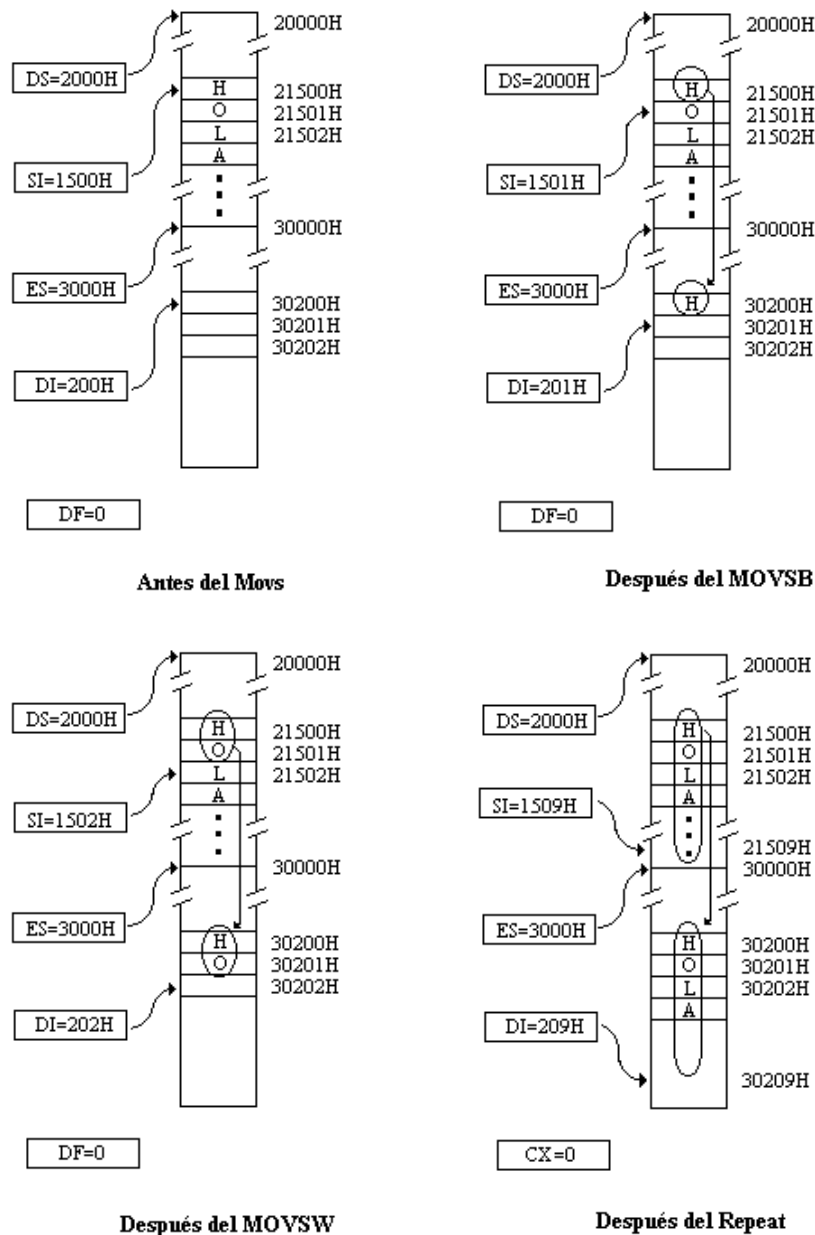 20000H
DS=2000H
H 21500H
O 21501H
L 21502H
A
SI=1500H
30000H
ES=3000H
30200H
30201H
30202H
DI=200H
DF=0
Antes del Movs
20000H
DS=2000H
H 21500H
O 21501H
L 21502H
A
SI=1501H
30000H
ES=3000H
H 30200H
30201H
30202H
DI=201H
DF=0
Después del MOVSB
20000H
DS=2000H
H 21500H
O 21501H
L 21502H
A
SI=1502H
30000H
ES=3000H
H 30200H
O 30201H
30202H
DI=202H
DF=0
Después del MOVSW
20000H
DS=2000H
H 21500H
O 21501H
L 21502H
A
SI=1509H
21509H
30000H
ES=3000H
H 30200H
O 30201H
L 30202H
A
DI=209H
30209H
CX=0
Después del Repeat